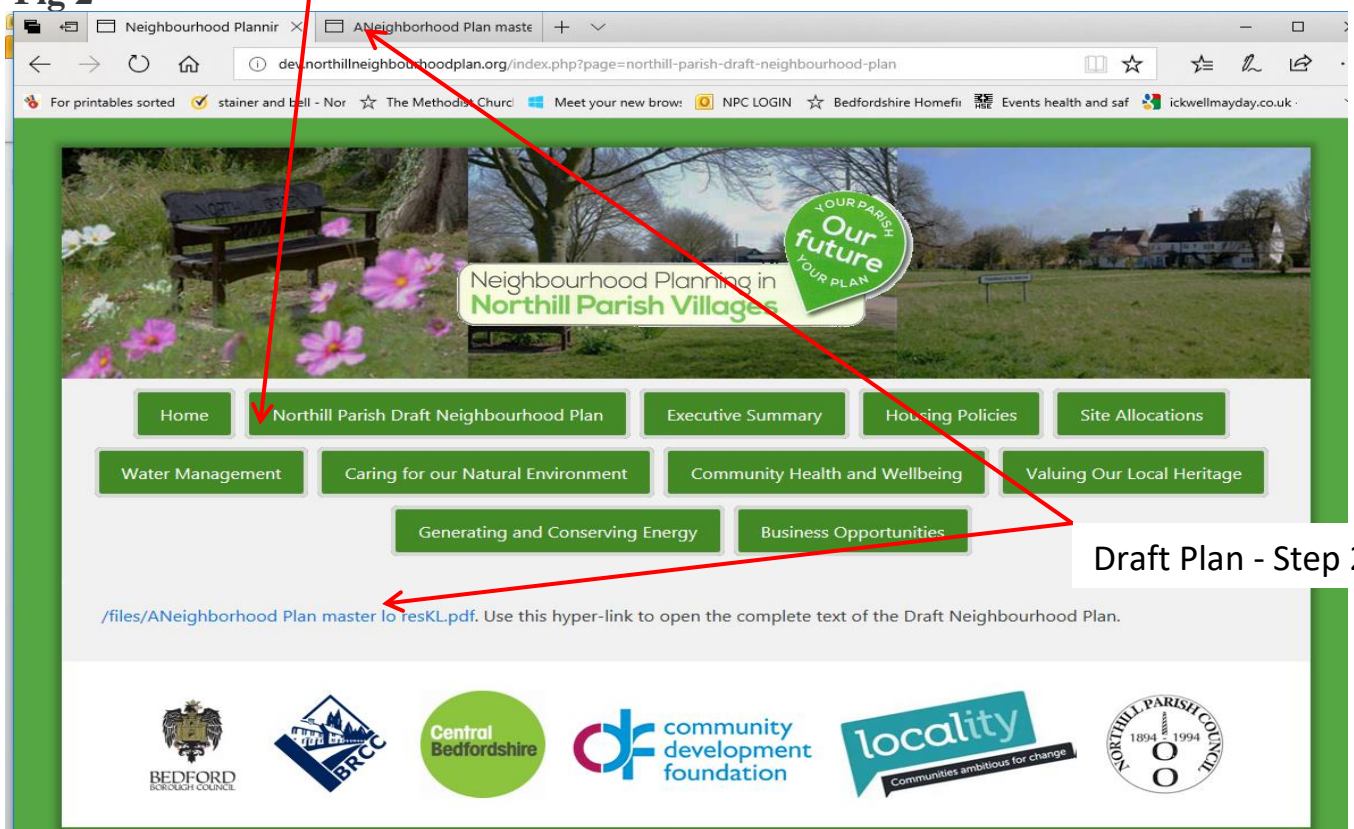 Fig 2
Neighbourhood Plannir
ANeighborhood Plan maste
dev.northillneighbourhoodplan.org/index.php?page=northill-parish-draft-neighbourhood-plan
For printables sorted
stainer and bell - Nor
The Methodist Churc
Meet your new brow:
NPC LOGIN
Bedfordshire Homefin
Events health and saf
ickwellmayday.co.uk ·
NORTHILL GREEN
Neighbourhood Planning in
Northill Parish Villages
YOUR PARISH
Our
future
YOUR PLAN
Home
Northill Parish Draft Neighbourhood Plan
Executive Summary
Housing Policies
Site Allocations
Water Management
Caring for our Natural Environment
Community Health and Wellbeing
Valuing Our Local Heritage
Generating and Conserving Energy
Business Opportunities
Draft Plan - Step 2
/files/ANeighborhood Plan master lo resKL.pdf. Use this hyper-link to open the complete text of the Draft Neighbourhood Plan.
BEDFORD
BOROUGH COUNCIL
BRCC
Central
Bedfordshire
cdf
community
development
foundation
locality
Communities ambitious for change
NORTHILL PARISH COUNCIL
1894 1994